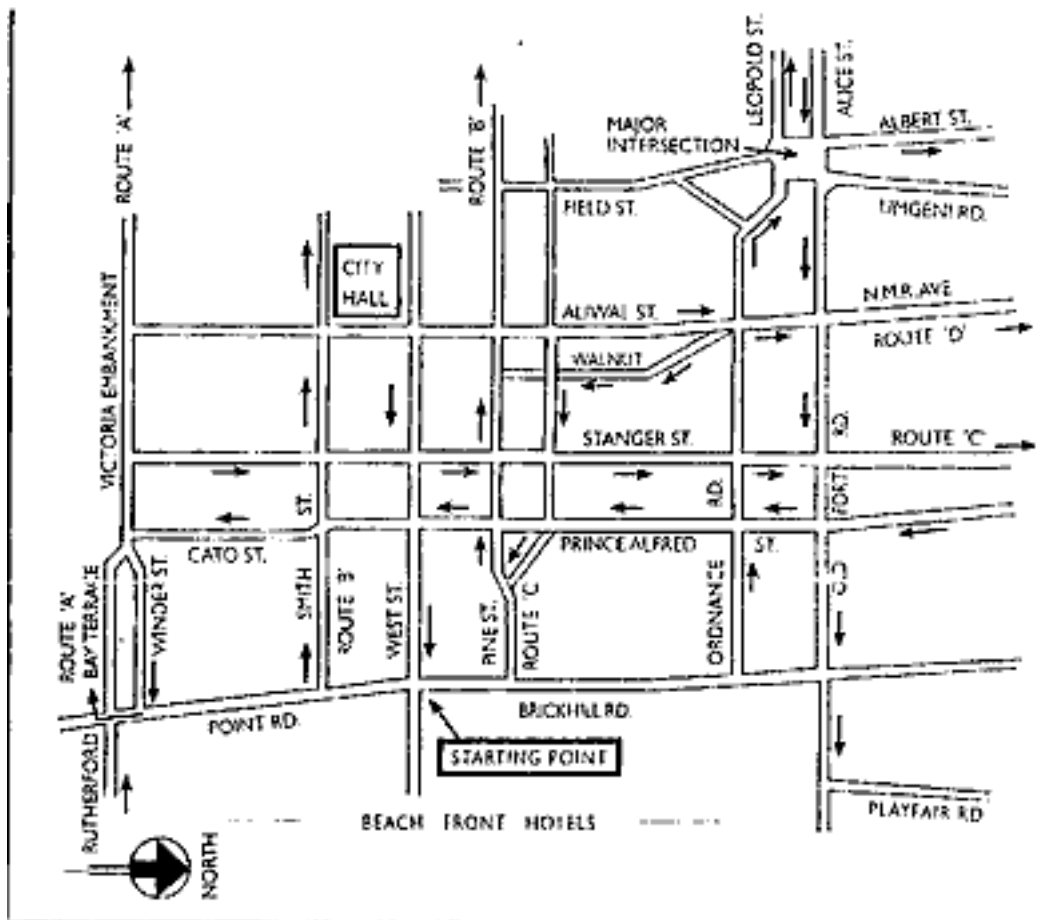 LEOPOLD ST.
ALICE ST.
ROUTE 'A'
ROUTE 'B'
MAJOR
INTERSECTION
ALBERT ST.
FIELD ST.
UMGENI RD.
CITY
HALL
VICTORIA EMBANKMENT
ALIWAL ST.
N.M.R. AVE
ROUTE 'D'
WALNUT
STANGER ST.
RD.
ROUTE 'C'
ST.
RD.
FORT
CATO ST.
PRINCE ALFRED
ST.
ROUTE 'A'
BAY TERRACE
WINDER ST.
SMITH
ROUTE 'B'
WEST ST.
PINE ST.
ROUTE 'C'
ORDNANCE
OLD
POINT RD.
BRICKHILL RD.
STARTING POINT
RUTHERFORD
BEACH FRONT HOTELS
PLAYFAIR RD
NORTH